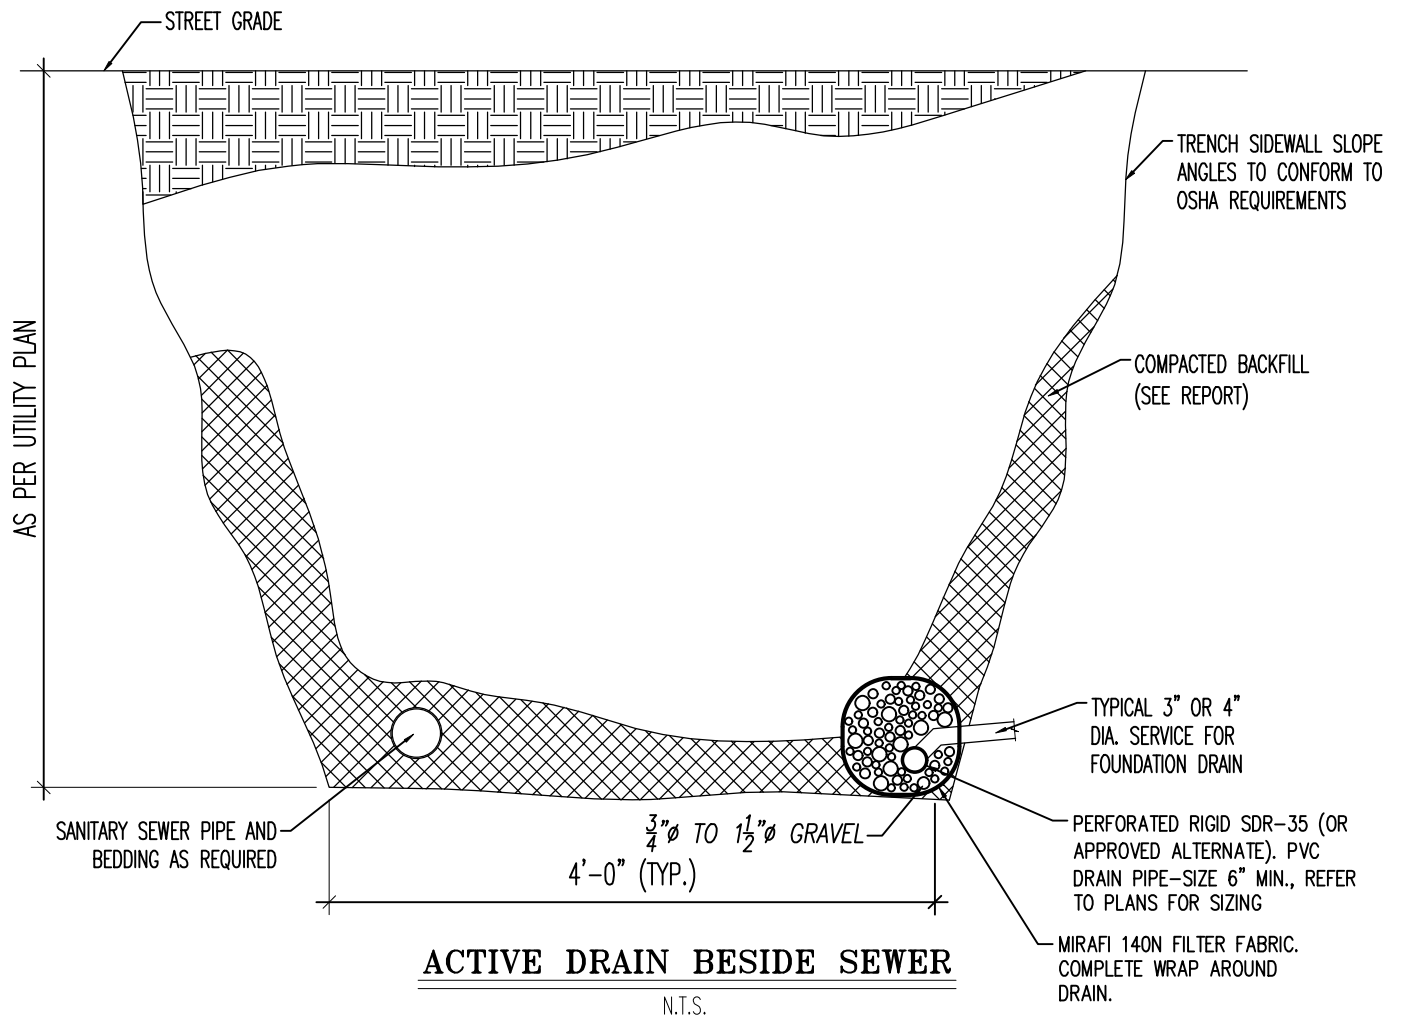 STREET GRADE
TRENCH SIDEWALL SLOPE
ANGLES TO CONFORM TO
OSHA REQUIREMENTS
AS PER UTILITY PLAN
COMPACTED BACKFILL
(SEE REPORT)
TYPICAL 3" OR 4"
DIA. SERVICE FOR
FOUNDATION DRAIN
SANITARY SEWER PIPE AND
BEDDING AS REQUIRED
3/4"ø TO 1 1/2"ø GRAVEL
4'-0" (TYP.)
PERFORATED RIGID SDR-35 (OR
APPROVED ALTERNATE). PVC
DRAIN PIPE-SIZE 6" MIN., REFER
TO PLANS FOR SIZING
MIRAFI 140N FILTER FABRIC.
COMPLETE WRAP AROUND
DRAIN.
ACTIVE DRAIN BESIDE SEWER
N.T.S.